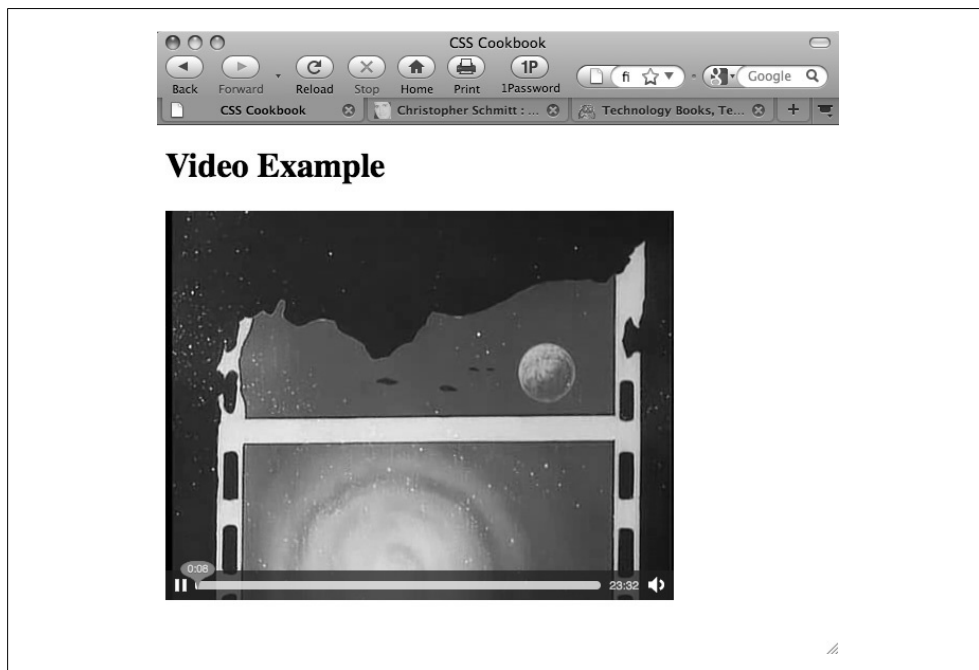 CSS Cookbook
1P
fi
Google
Back Forward Reload Stop Home Print 1Password
CSS Cookbook Christopher Schmitt : ... Technology Books, Te...
Video Example
0:08
23:32